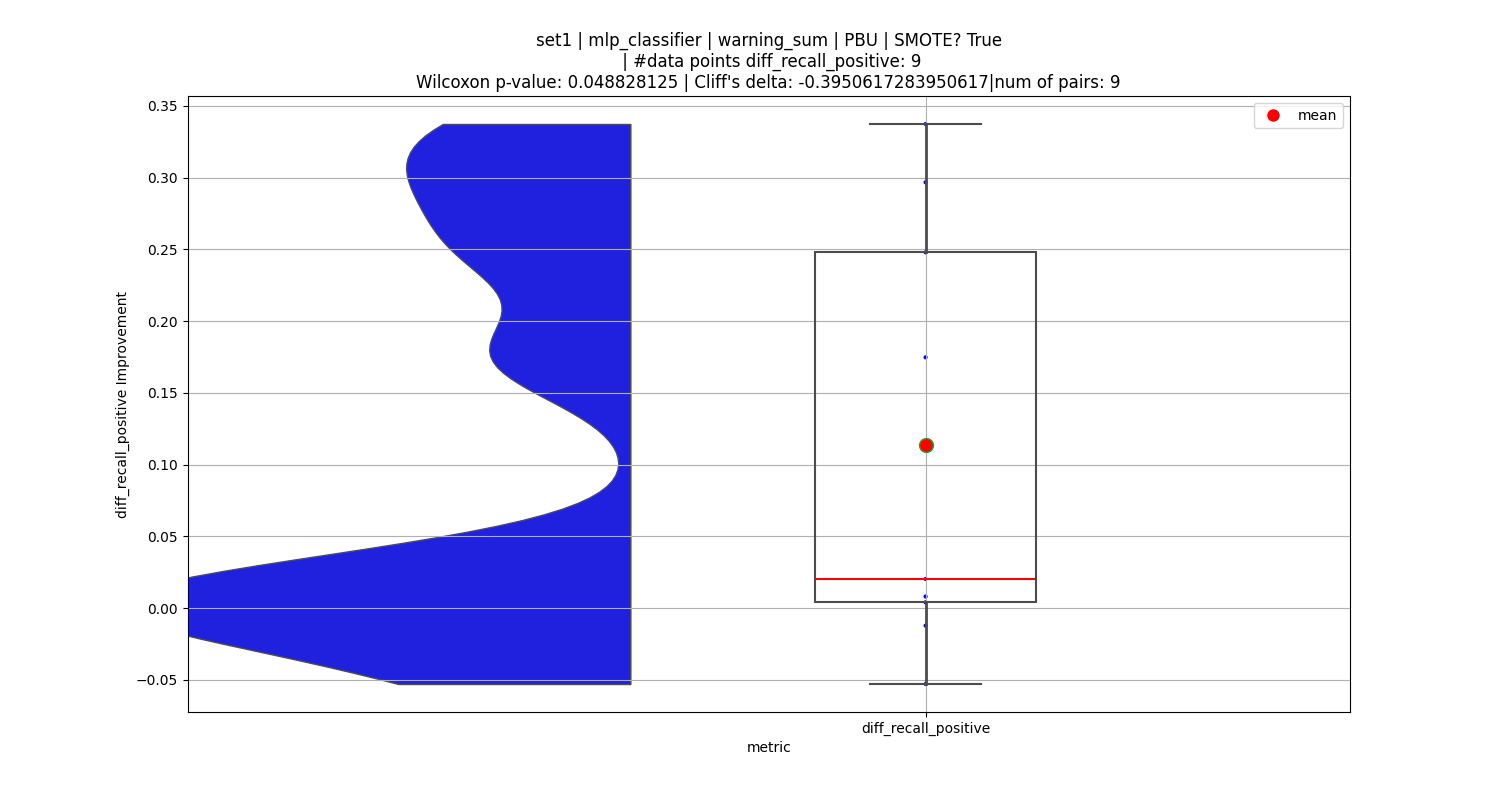 set1 | mlp_classifier | warning_sum | PBU | SMOTE? True
| #data points diff_recall_positive: 9
Wilcoxon p-value: 0.048828125 | Cliff's delta: -0.3950617283950617|num of pairs: 9
mean
0.35
0.30
0.25
0.20
0.15
0.10
0.05
0.00
−0.05
diff_recall_positive Improvement
diff_recall_positive
metric